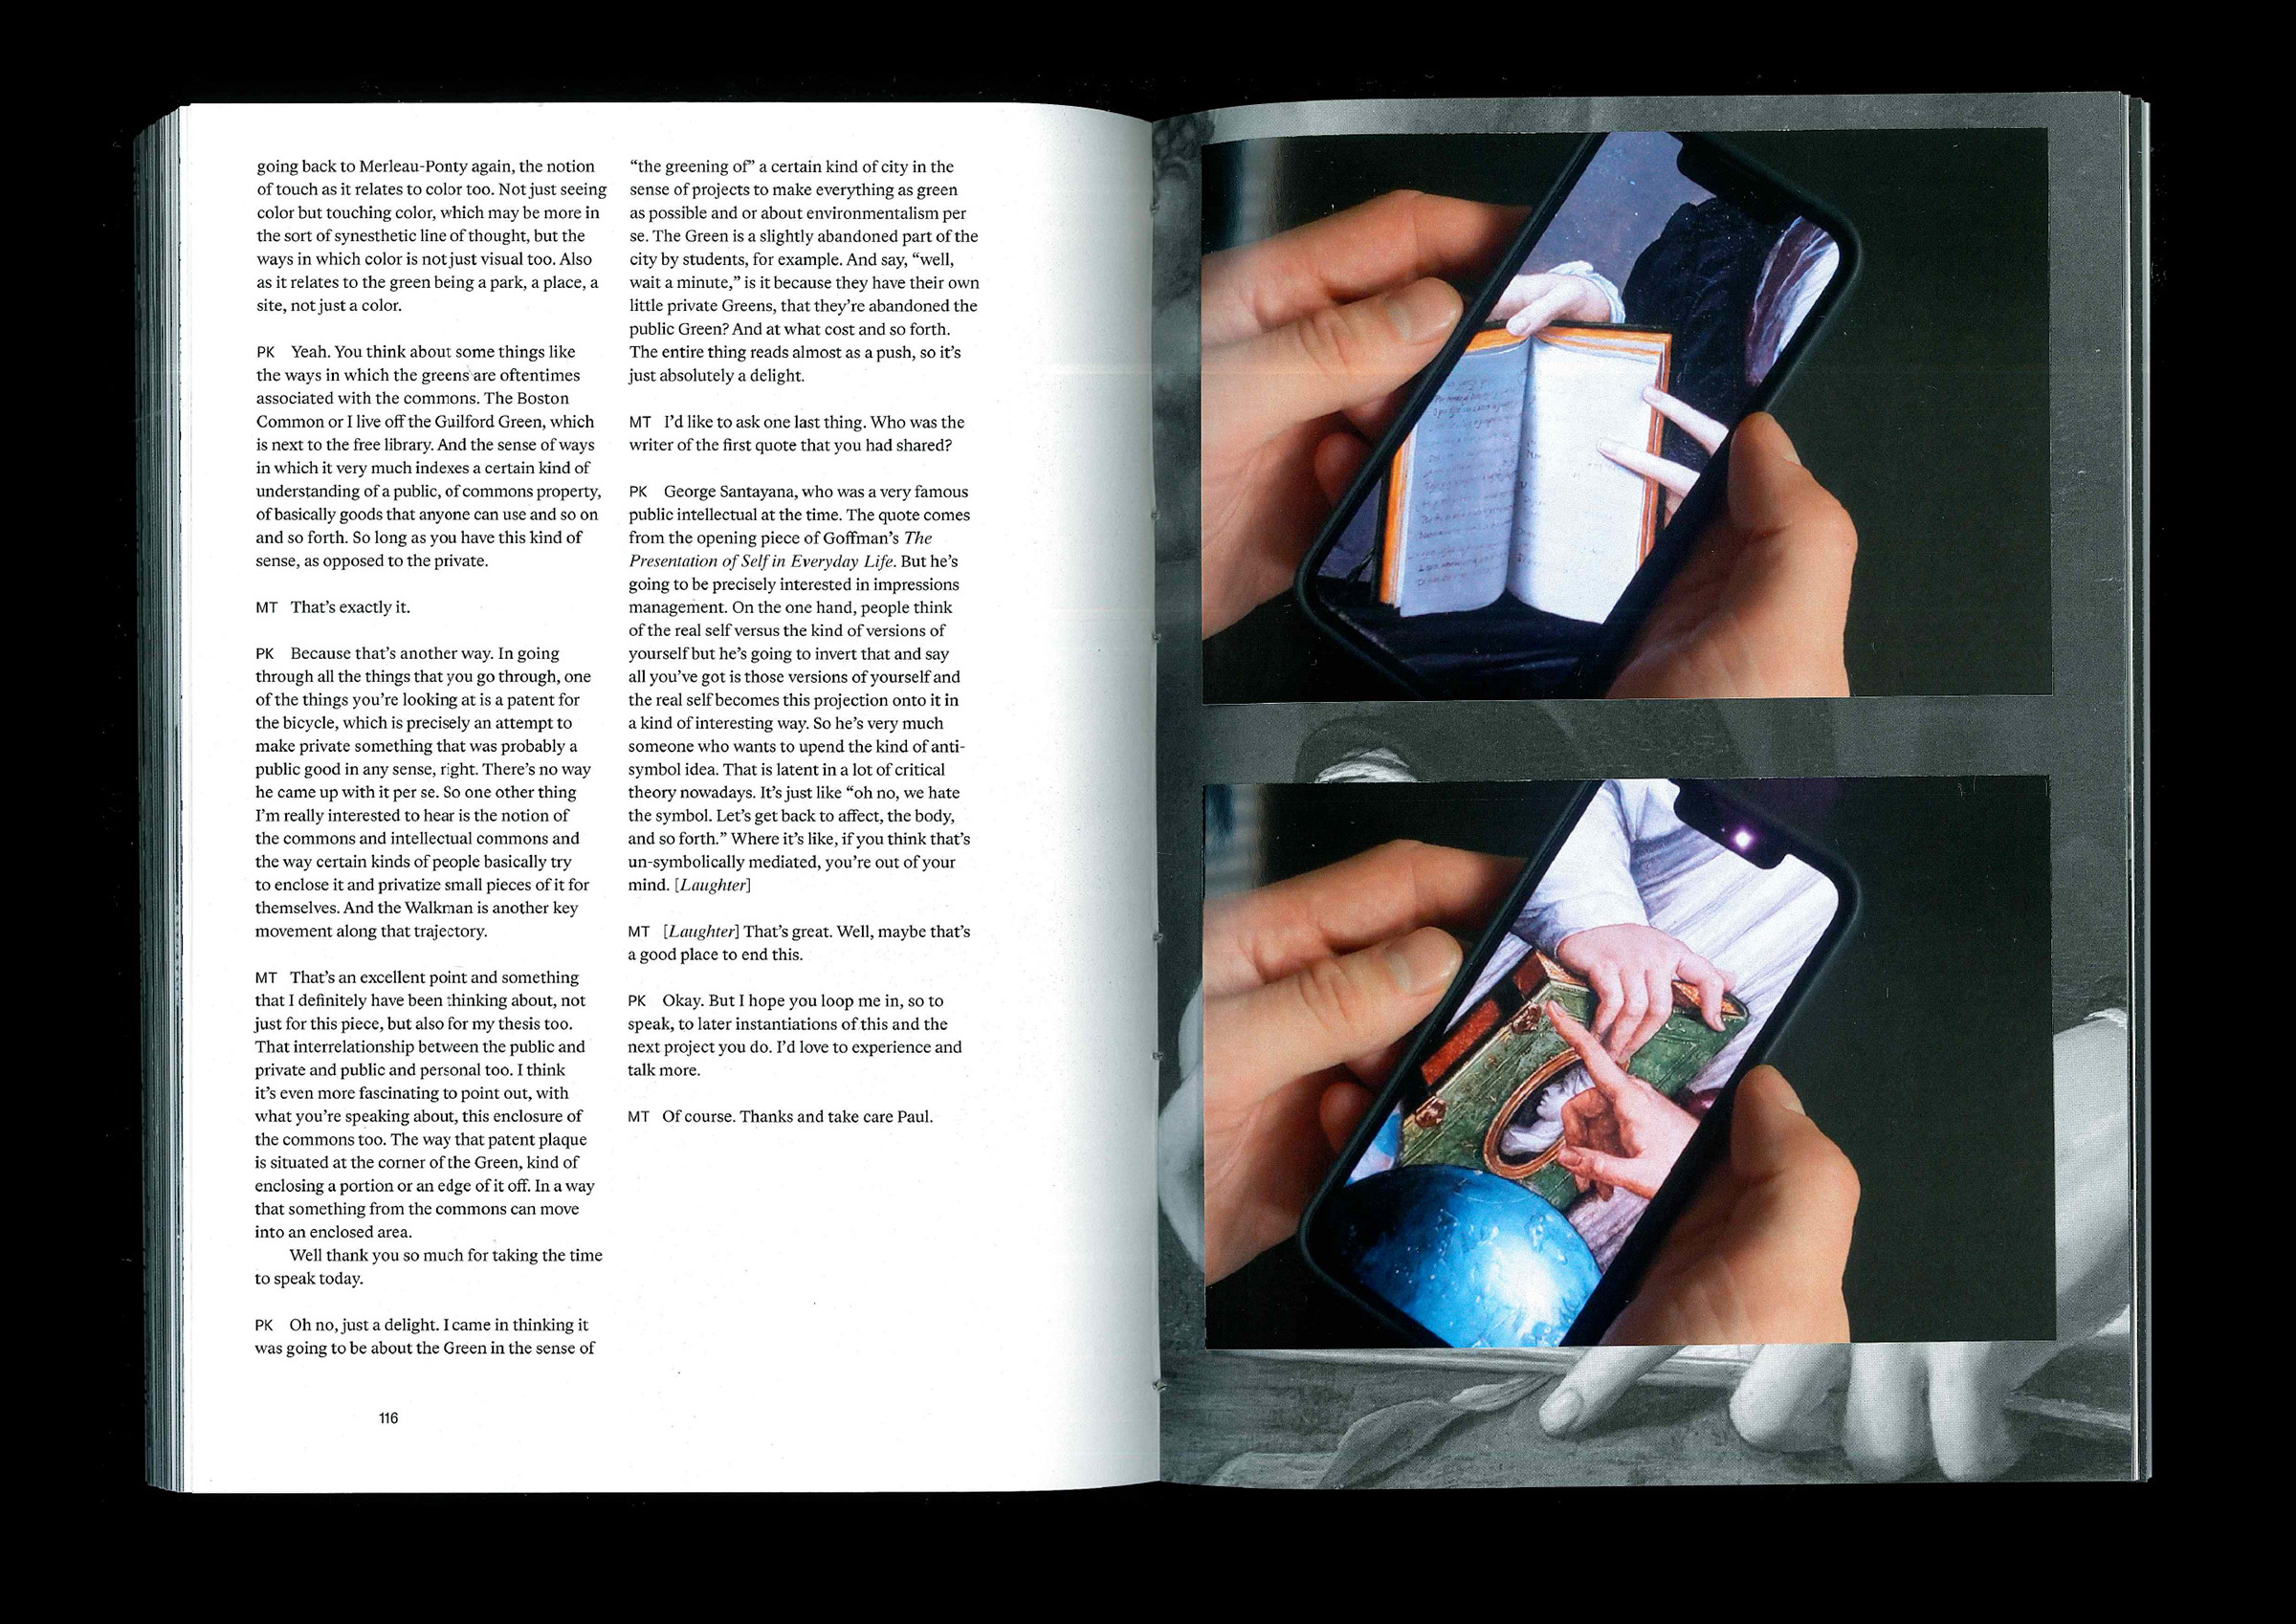 going back to Merleau-Ponty again, the notion
of touch as it relates to color too. Not just seeing
color but touching color, which may be more in
the sort of synesthetic line of thought, but the
ways in which color is not just visual too. Also
as it relates to the green being a park, a place, a
site, not just a color.
PK Yeah. You think about some things like
the ways in which the greens are oftentimes
associated with the commons. The Boston
Common or I live off the Guilford Green, which
is next to the free library. And the sense of ways
in which it very much indexes a certain kind of
understanding of a public, of commons property,
of basically goods that anyone can use and so on
and so forth. So long as you have this kind of
sense, as opposed to the private.
MT That’s exactly it.
PK Because that’s another way. In going
through all the things that you go through, one
of the things you’re looking at is a patent for
the bicycle, which is precisely an attempt to
make private something that was probably a
public good in any sense, right. There’s no way
he came up with it per se. So one other thing
I’m really interested to hear is the notion of
the commons and intellectual commons and
the way certain kinds of people basically try
to enclose it and privatize small pieces of it for
themselves. And the Walkman is another key
movement along that trajectory.
MT That’s an excellent point and something
that I definitely have been thinking about, not
just for this piece, but also for my thesis too.
That interrelationship between the public and
private and public and personal too. I think
it’s even more fascinating to point out, with
what you’re speaking about, this enclosure of
the commons too. The way that patent plaque
is situated at the corner of the Green, kind of
enclosing a portion or an edge of it off. In a way
that something from the commons can move
into an enclosed area.
Well thank you so much for taking the time
to speak today.
PK Oh no, just a delight. I came in thinking it
was going to be about the Green in the sense of
“the greening of” a certain kind of city in the
sense of projects to make everything as green
as possible and or about environmentalism per
se. The Green is a slightly abandoned part of the
city by students, for example. And say, “well,
wait a minute,” is it because they have their own
little private Greens, that they’re abandoned the
public Green? And at what cost and so forth.
The entire thing reads almost as a push, so it’s
just absolutely a delight.
MT I’d like to ask one last thing. Who was the
writer of the first quote that you had shared?
PK George Santayana, who was a very famous
public intellectual at the time. The quote comes
from the opening piece of Goffman’s The
Presentation of Self in Everyday Life. But he’s
going to be precisely interested in impressions
management. On the one hand, people think
of the real self versus the kind of versions of
yourself but he’s going to invert that and say
all you’ve got is those versions of yourself and
the real self becomes this projection onto it in
a kind of interesting way. So he’s very much
someone who wants to upend the kind of anti-
symbol idea. That is latent in a lot of critical
theory nowadays. It’s just like “oh no, we hate
the symbol. Let’s get back to affect, the body,
and so forth.” Where it’s like, if you think that’s
un-symbolically mediated, you’re out of your
mind. [Laughter]
MT [Laughter] That’s great. Well, maybe that’s
a good place to end this.
PK Okay. But I hope you loop me in, so to
speak, to later instantiations of this and the
next project you do. I’d love to experience and
talk more.
MT Of course. Thanks and take care Paul.
116